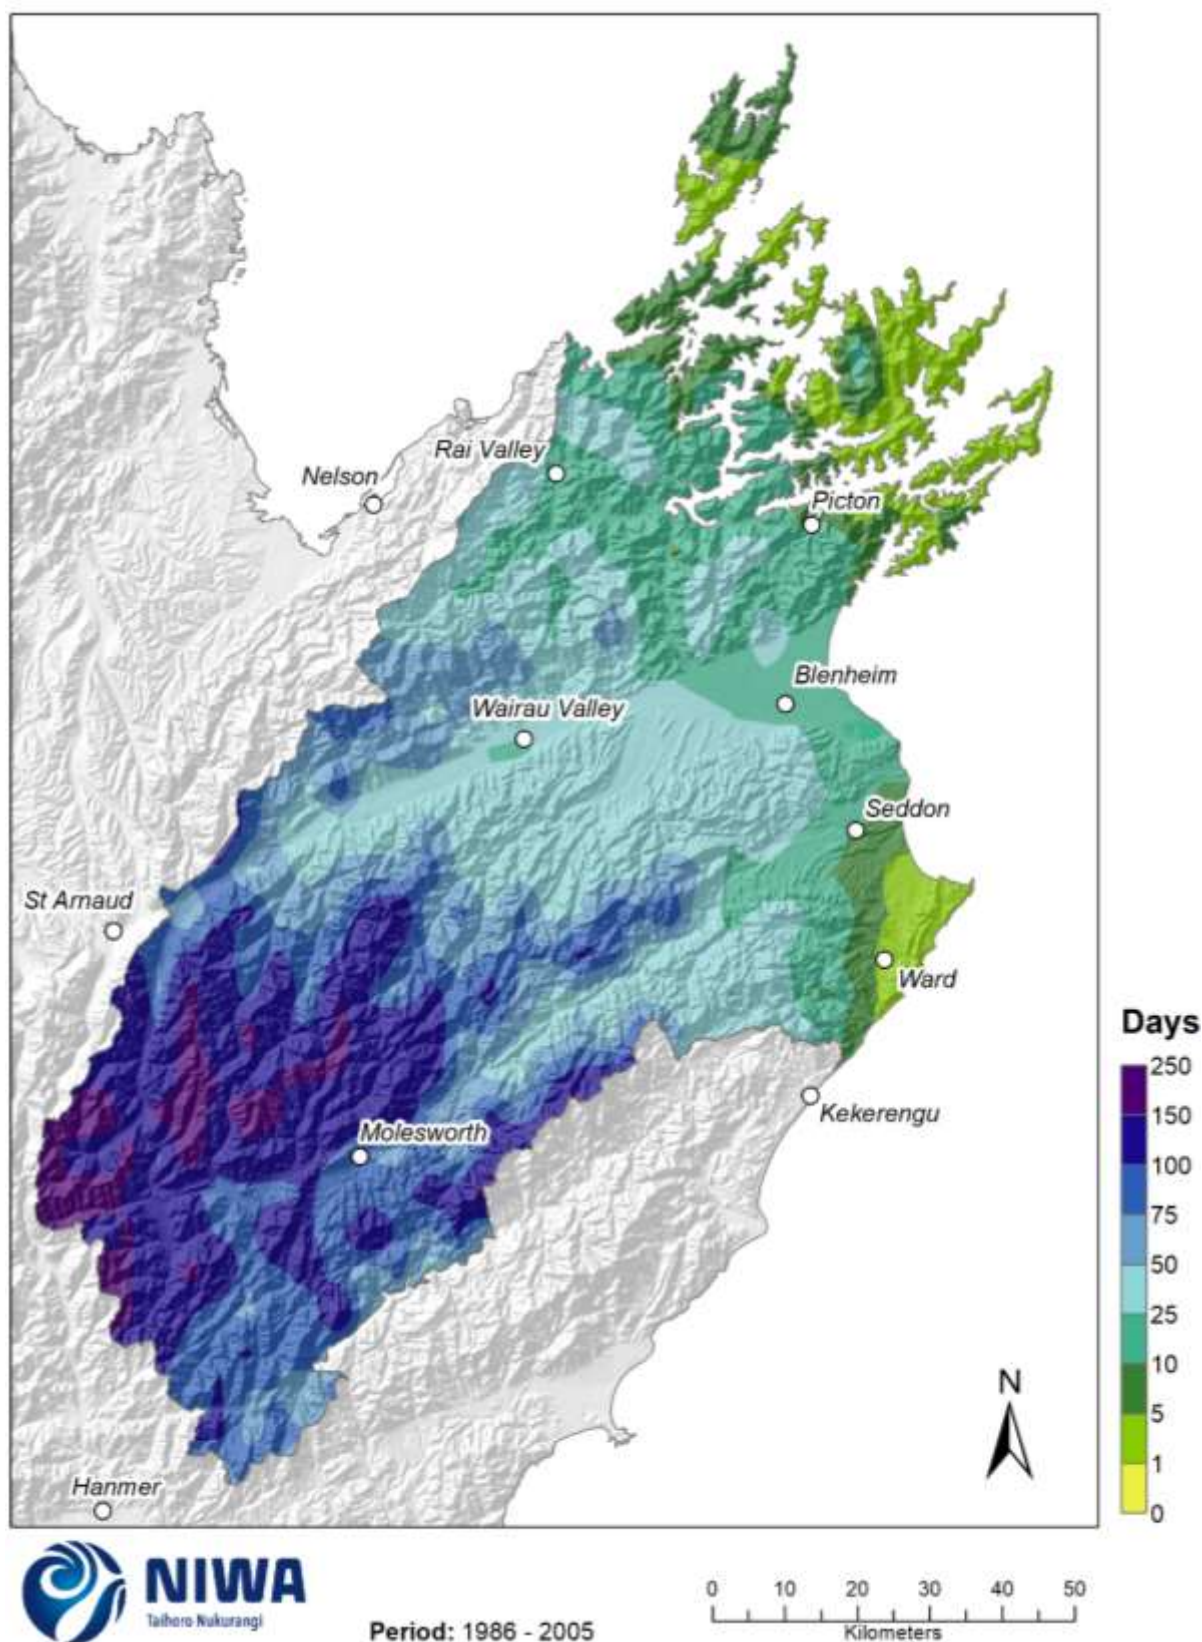 Rai Valley
Nelson
Picton
Blenheim
Wairau Valley
Seddon
St Arnaud
Ward
Days
250
150
100
75
50
25
10
5
1
0
Kekerengu
Molesworth
N
Hanmer
NIWA
Taihoro Nukurangi
Period: 1986 - 2005
0 10 20 30 40 50
Kilometers